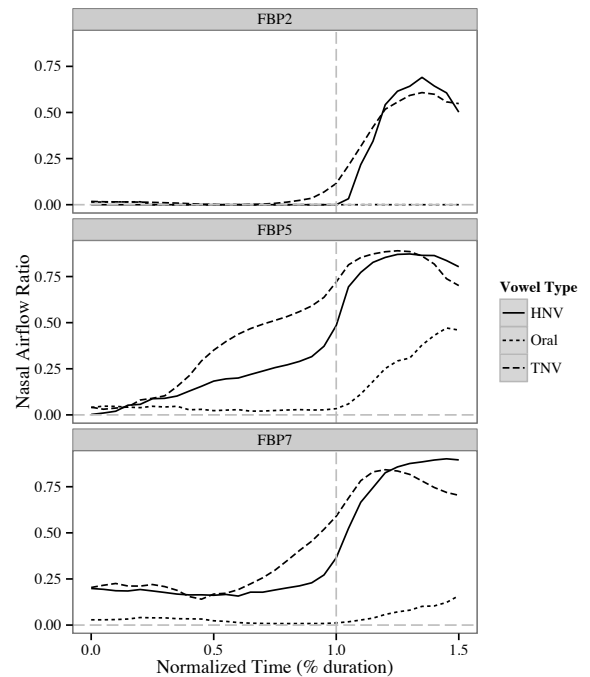 FBP2
0.75
0.50
0.25
0.00
FBP5
0.75
0.50
0.25
0.00
FBP7
0.75
0.50
0.25
0.00
0.0 0.5 1.0 1.5
Normalized Time (% duration)
Nasal Airflow Ratio
Vowel Type
HNV
Oral
TNV